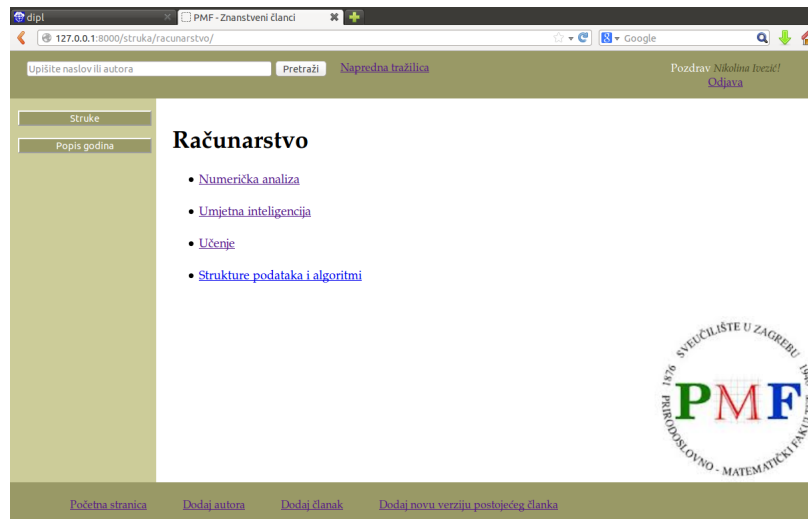 dipl
PMF - Znanstveni članci
127.0.0.1:8000/struka/racunarstvo/
Google
Upišite naslov ili autora
Pretraži
Napredna tražilica
Pozdrav Nikolina Ivezić!
Odjava
Struke
Popis godina
Računarstvo
Numerička analiza
Umjetna inteligencija
Učenje
Strukture podataka i algoritmi
SVEUČILIŠTE U ZAGREBU
1876
PMF
PRIRODOSLOVNO - MATEMATIČKI
Početna stranica
Dodaj autora
Dodaj članak
Dodaj novu verziju postojećeg članka